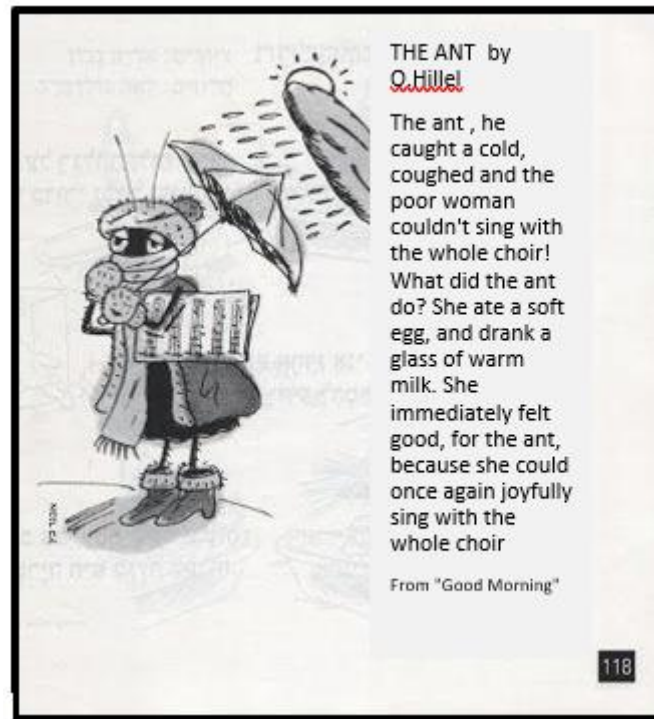 THE ANT by
O.Hillel
The ant , he
caught a cold,
coughed and the
poor woman
couldn't sing with
the whole choir!
What did the ant
do? She ate a soft
egg, and drank a
glass of warm
milk. She
immediately felt
good, for the ant,
because she could
once again joyfully
sing with the
whole choir
From "Good Morning"
118